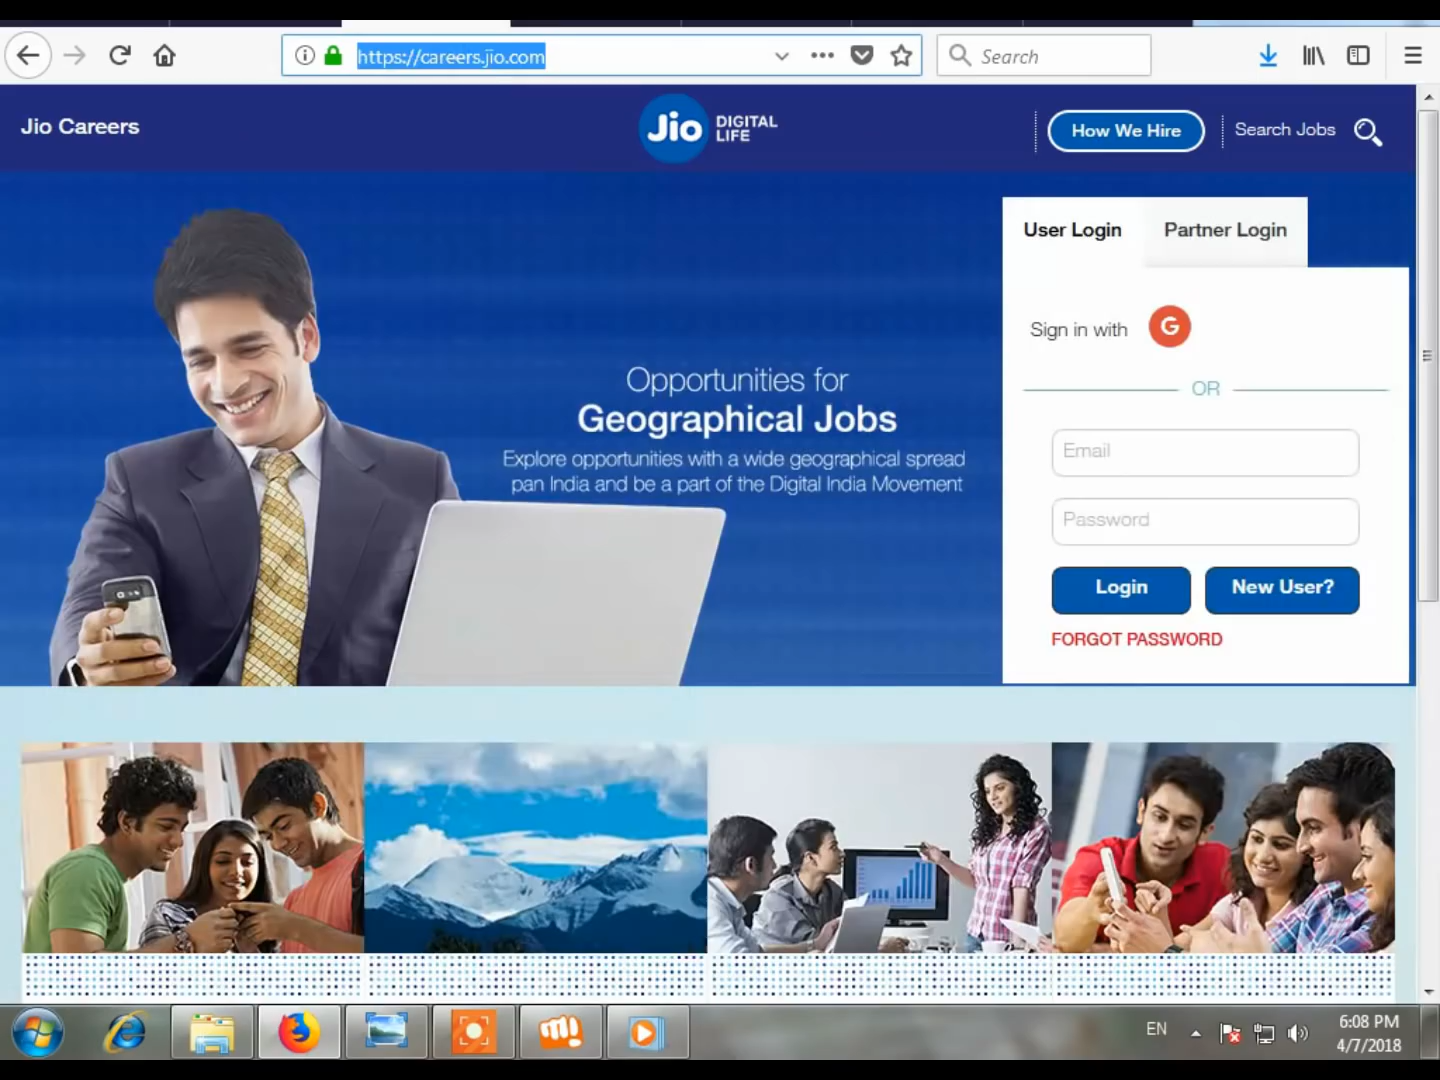 https://careers.jio.com
Search
Jio Careers
Jio DIGITAL LIFE
How We Hire
Search Jobs
User Login
Partner Login
Sign in with G
OR
Email
Password
Login
New User?
FORGOT PASSWORD
Opportunities for
Geographical Jobs
Explore opportunities with a wide geographical spread
pan India and be a part of the Digital India Movement
EN
6:08 PM
4/7/2018